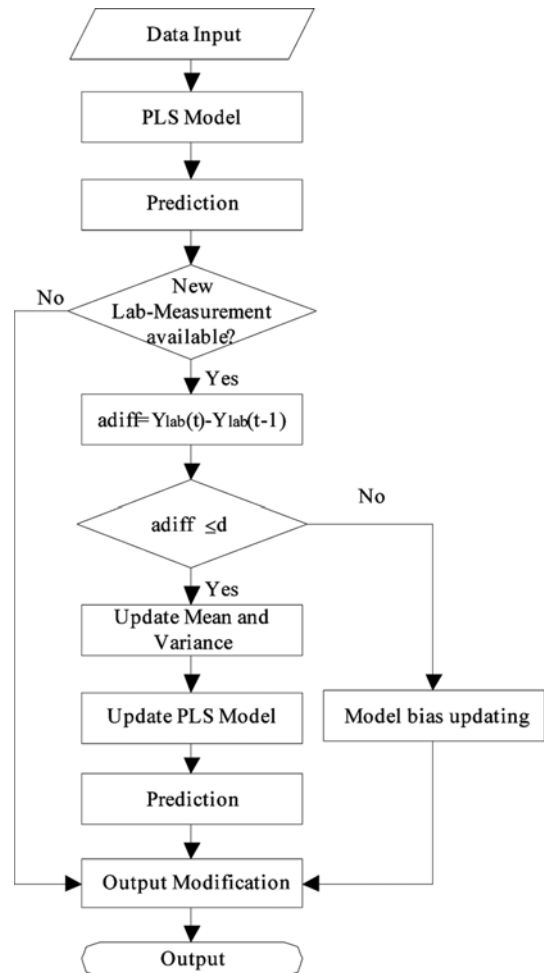 Data Input
PLS Model
Prediction
No
New
Lab-Measurement
available?
Yes
adiff=Ylab(t)-Ylab(t-1)
No
adiff ≤d
Yes
Update Mean and
Variance
Update PLS Model
Model bias updating
Prediction
Output Modification
Output